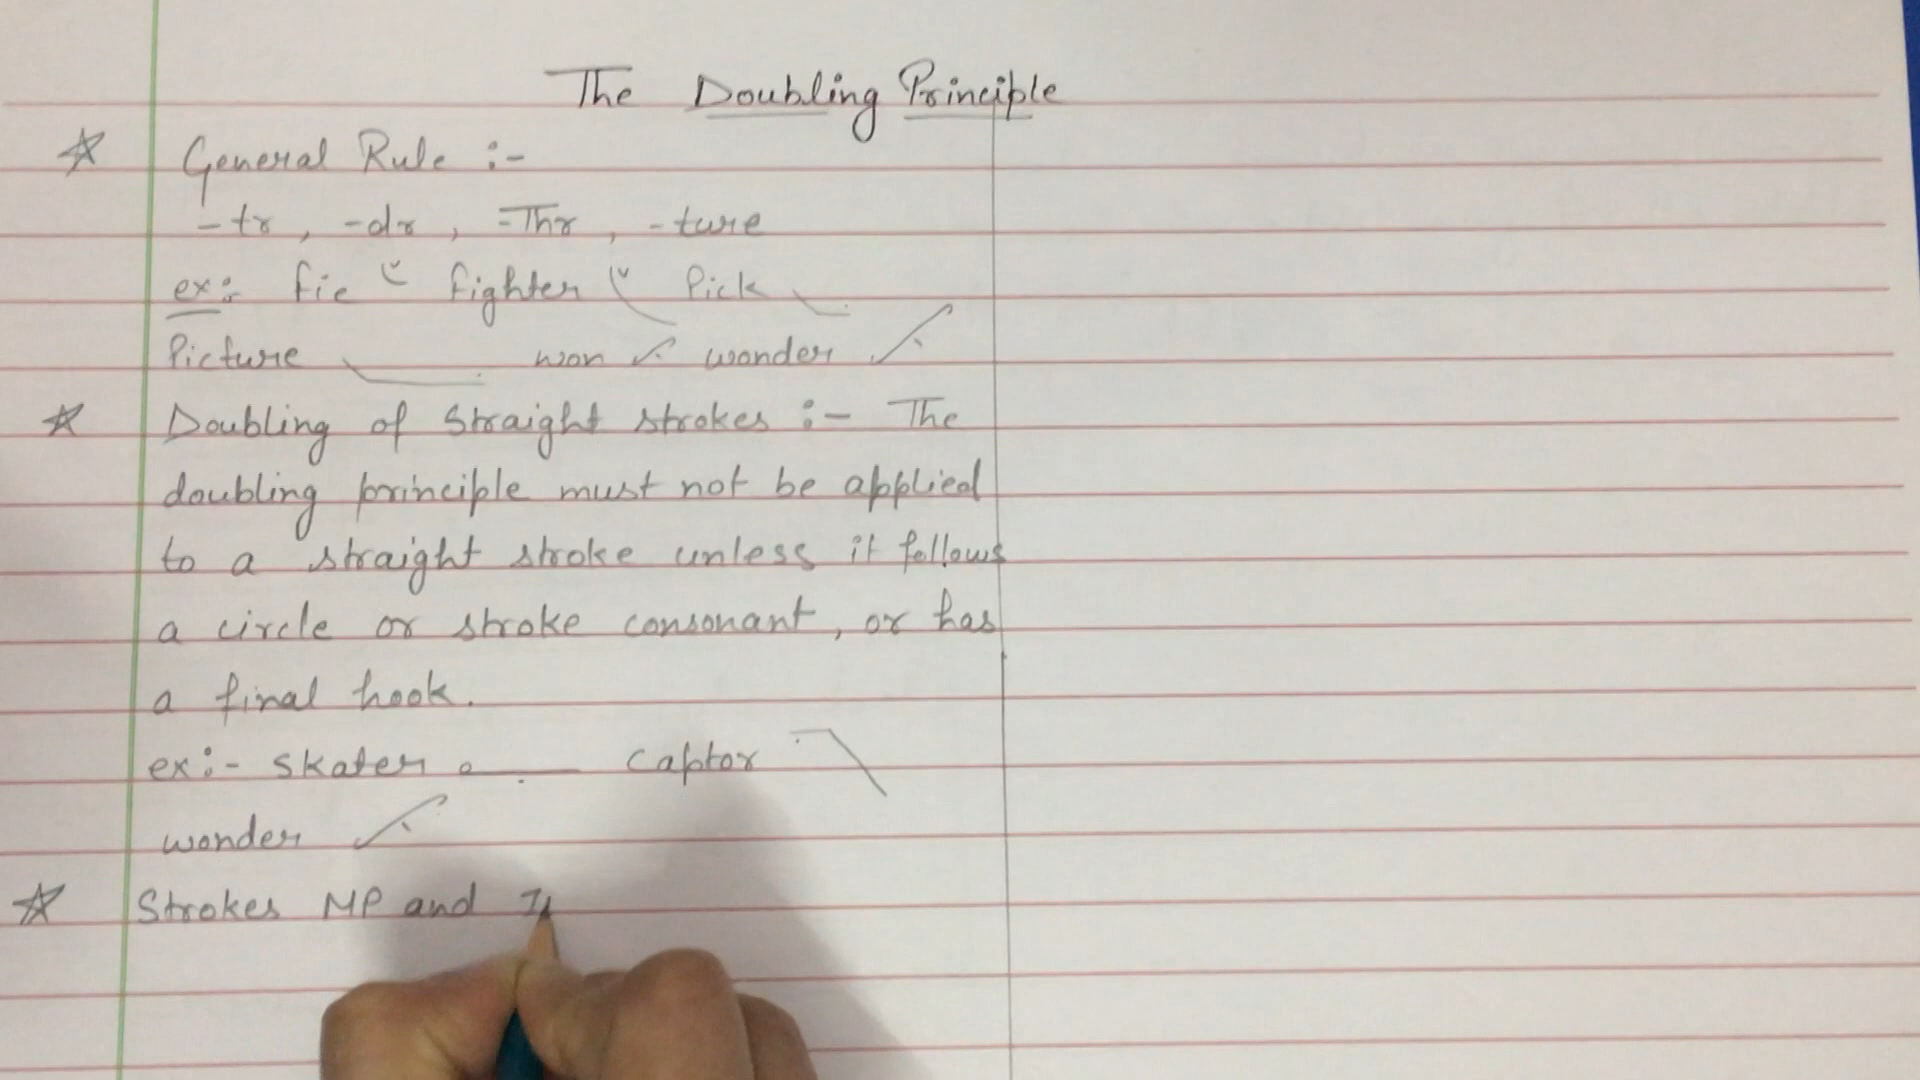 The Doubling Principle
General Rule :-
-tr, -dr, -Thr, -ture
ex:- fie fighter Pick
Picture won wonder
Doubling of straight strokes :- The
doubling principle must not be applied
to a straight stroke unless it follows
a circle or stroke consonant, or has
a final hook.
ex:- skater captor
wonder
Strokes MP and